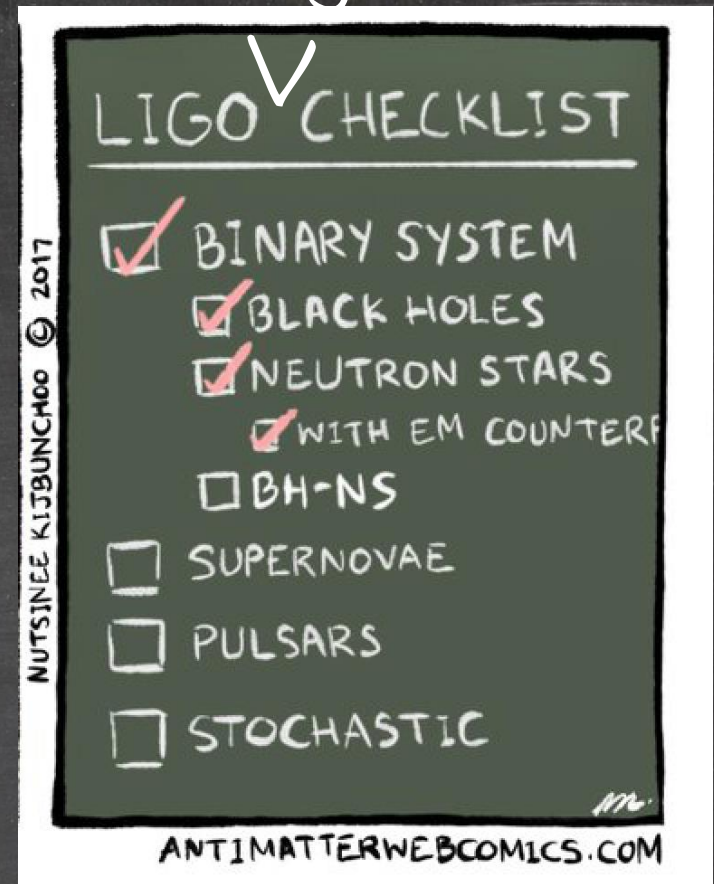 LIGO CHECKLIST
BINARY SYSTEM
BLACK HOLES
NEUTRON STARS
WITH EM COUNTERP
BH-NS
SUPERNOVAE
PULSARS
STOCHASTIC
NUTSINEE KIJBUNCHOO © 2017
ANTIMATTERWEBCOMICS.COM